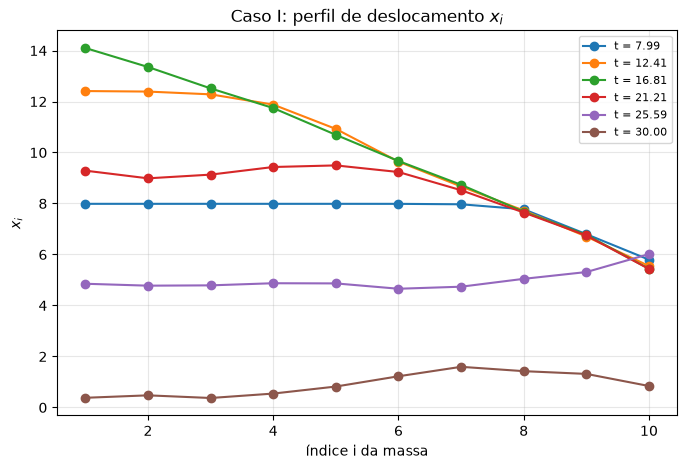 Caso I: perfil de deslocamento x_i
t = 7.99
t = 12.41
t = 16.81
t = 21.21
t = 25.59
t = 30.00
x_i
14
12
10
8
6
4
2
0
2 4 6 8 10
índice i da massa